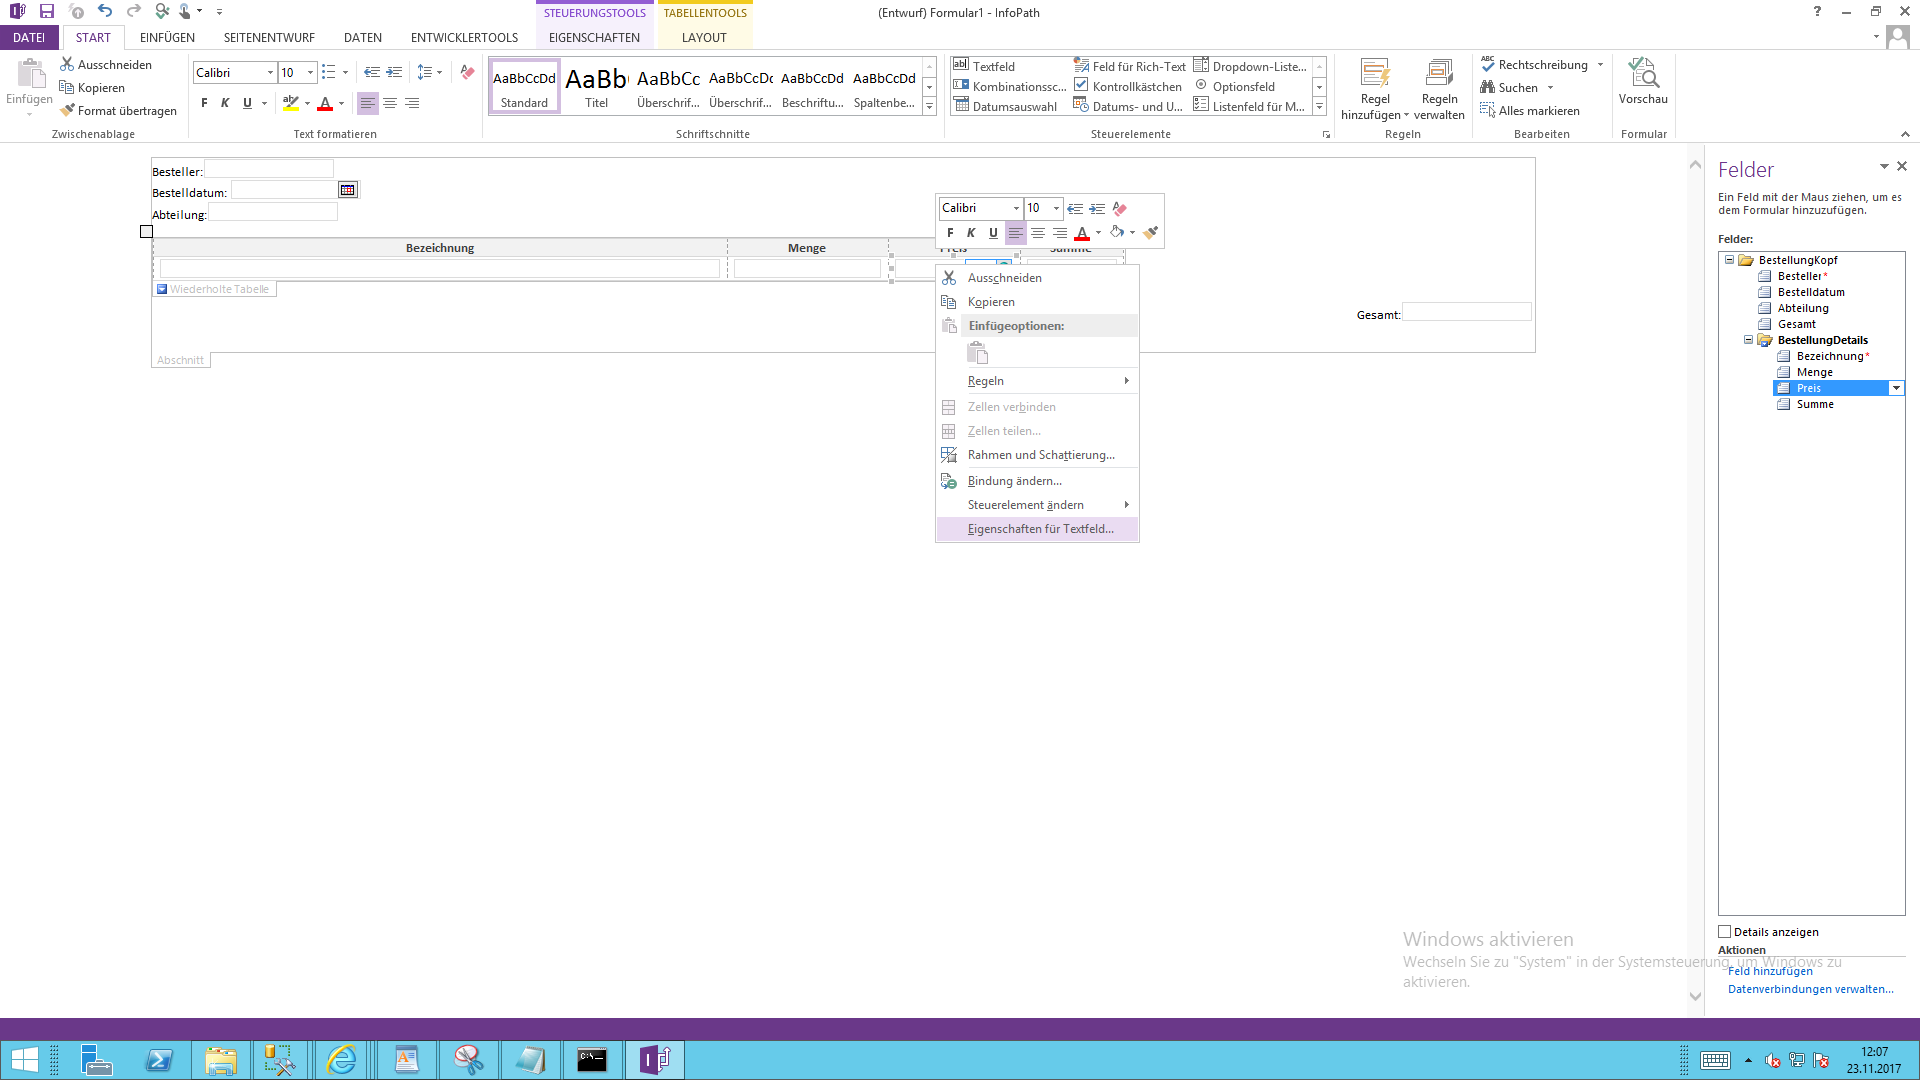 STEUERUNGSTOOLS
TABELLENTOOLS
(Entwurf) Formular1 - InfoPath
?
DATEI
START
EINFÜGEN
SEITENENTWURF
DATEN
ENTWICKLERTOOLS
EIGENSCHAFTEN
LAYOUT
Einfügen
Ausschneiden
Kopieren
Format übertragen
Zwischenablage
Calibri
10
F K U
ab
A
Text formatieren
AaBbCcDd
Standard
AaBb
Titel
AaBbCc
Überschrif...
AaBbCcDc
Überschrif...
AaBbCcDd
Beschriftu...
AaBbCcDd
Spaltenbe...
Schriftschnitte
Textfeld
Feld für Rich-Text
Dropdown-Liste...
Kombinationssc...
Kontrollkästchen
Optionsfeld
Datumsauswahl
Datums- und U...
Listenfeld für M...
Steuerelemente
Regel
hinzufügen
Regeln
verwalten
Regeln
Rechtschreibung
Suchen
Alles markieren
Bearbeiten
Vorschau
Formular
Besteller:
Bestelldatum:
Abteilung:
Bezeichnung
Menge
Preis
Summe
Wiederholte Tabelle
Gesamt:
Abschnitt
Calibri
10
F K U
A
Ausschneiden
Kopieren
Einfügeoptionen:
Regeln
Zellen verbinden
Zellen teilen...
Rahmen und Schattierung...
Bindung ändern...
Steuerelement ändern
Eigenschaften für Textfeld...
Felder
Ein Feld mit der Maus ziehen, um es
dem Formular hinzuzufügen.
Felder:
BestellungKopf
Besteller*
Bestelldatum
Abteilung
Gesamt
BestellungDetails
Bezeichnung*
Menge
Preis
Summe
Details anzeigen
Aktionen
Feld hinzufügen
Datenverbindungen verwalten...
Windows aktivieren
Wechseln Sie zu "System" in der Systemsteuerung, um Windows zu
aktivieren.
C:\.
12:07
23.11.2017